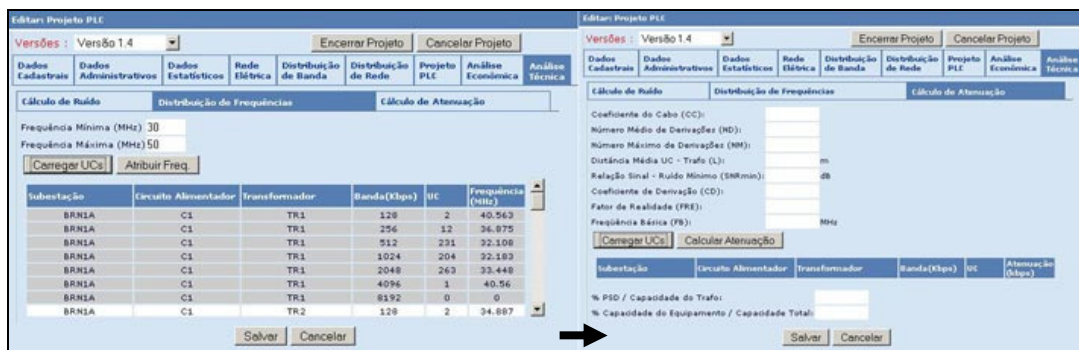 Editar: Projeto PLC
Versões : Versão 1.4 Encerrar Projeto Cancelar Projeto
Dados Cadastrais Dados Administrativos Dados Estatísticos Rede Elétrica Distribuição de Banda Distribuição de Rede Projeto PLC Análise Econômica Análise Técnica
Cálculo de Ruído Distribuição de Frequências Cálculo de Atenuação
Frequência Mínima (MHz) 30
Frequência Máxima (MHz) 50
Carregar UCs Atribuir Freq.
Subestação Circuito Alimentador Transformador Banda(Kbps) UC Frequência (MHz)
BRN1A C1 TR1 128 2 40.563
BRN1A C1 TR1 256 12 36.875
BRN1A C1 TR1 512 231 32.108
BRN1A C1 TR1 1024 204 32.183
BRN1A C1 TR1 2048 263 33.448
BRN1A C1 TR1 4096 1 40.56
BRN1A C1 TR1 8192 0 0
BRN1A C1 TR2 128 2 34.887
Salvar Cancelar
Editar: Projeto PLC
Versões : Versão 1.4 Encerrar Projeto Cancelar Projeto
Dados Cadastrais Dados Administrativos Dados Estatísticos Rede Elétrica Distribuição de Banda Distribuição de Rede Projeto PLC Análise Econômica Análise Técnica
Cálculo de Ruído Distribuição de Frequências Cálculo de Atenuação
Coeficiente do Cabo (CC):
Número Médio de Derivações (ND):
Número Máximo de Derivações (NM):
Distância Média UC - Trafo (L): m
Relação Sinal - Ruído Mínimo (SNRmin): dB
Coeficiente de Derivação (CD):
Fator de Realidade (FRE):
Freqüência Básica (FB): MHz
Carregar UCs Calcular Atenuação
Subestação Circuito Alimentador Transformador Banda(Kbps) UC Atenuação (kbps)
% PSD / Capacidade do Trafo:
% Capacidade do Equipamento / Capacidade Total:
Salvar Cancelar